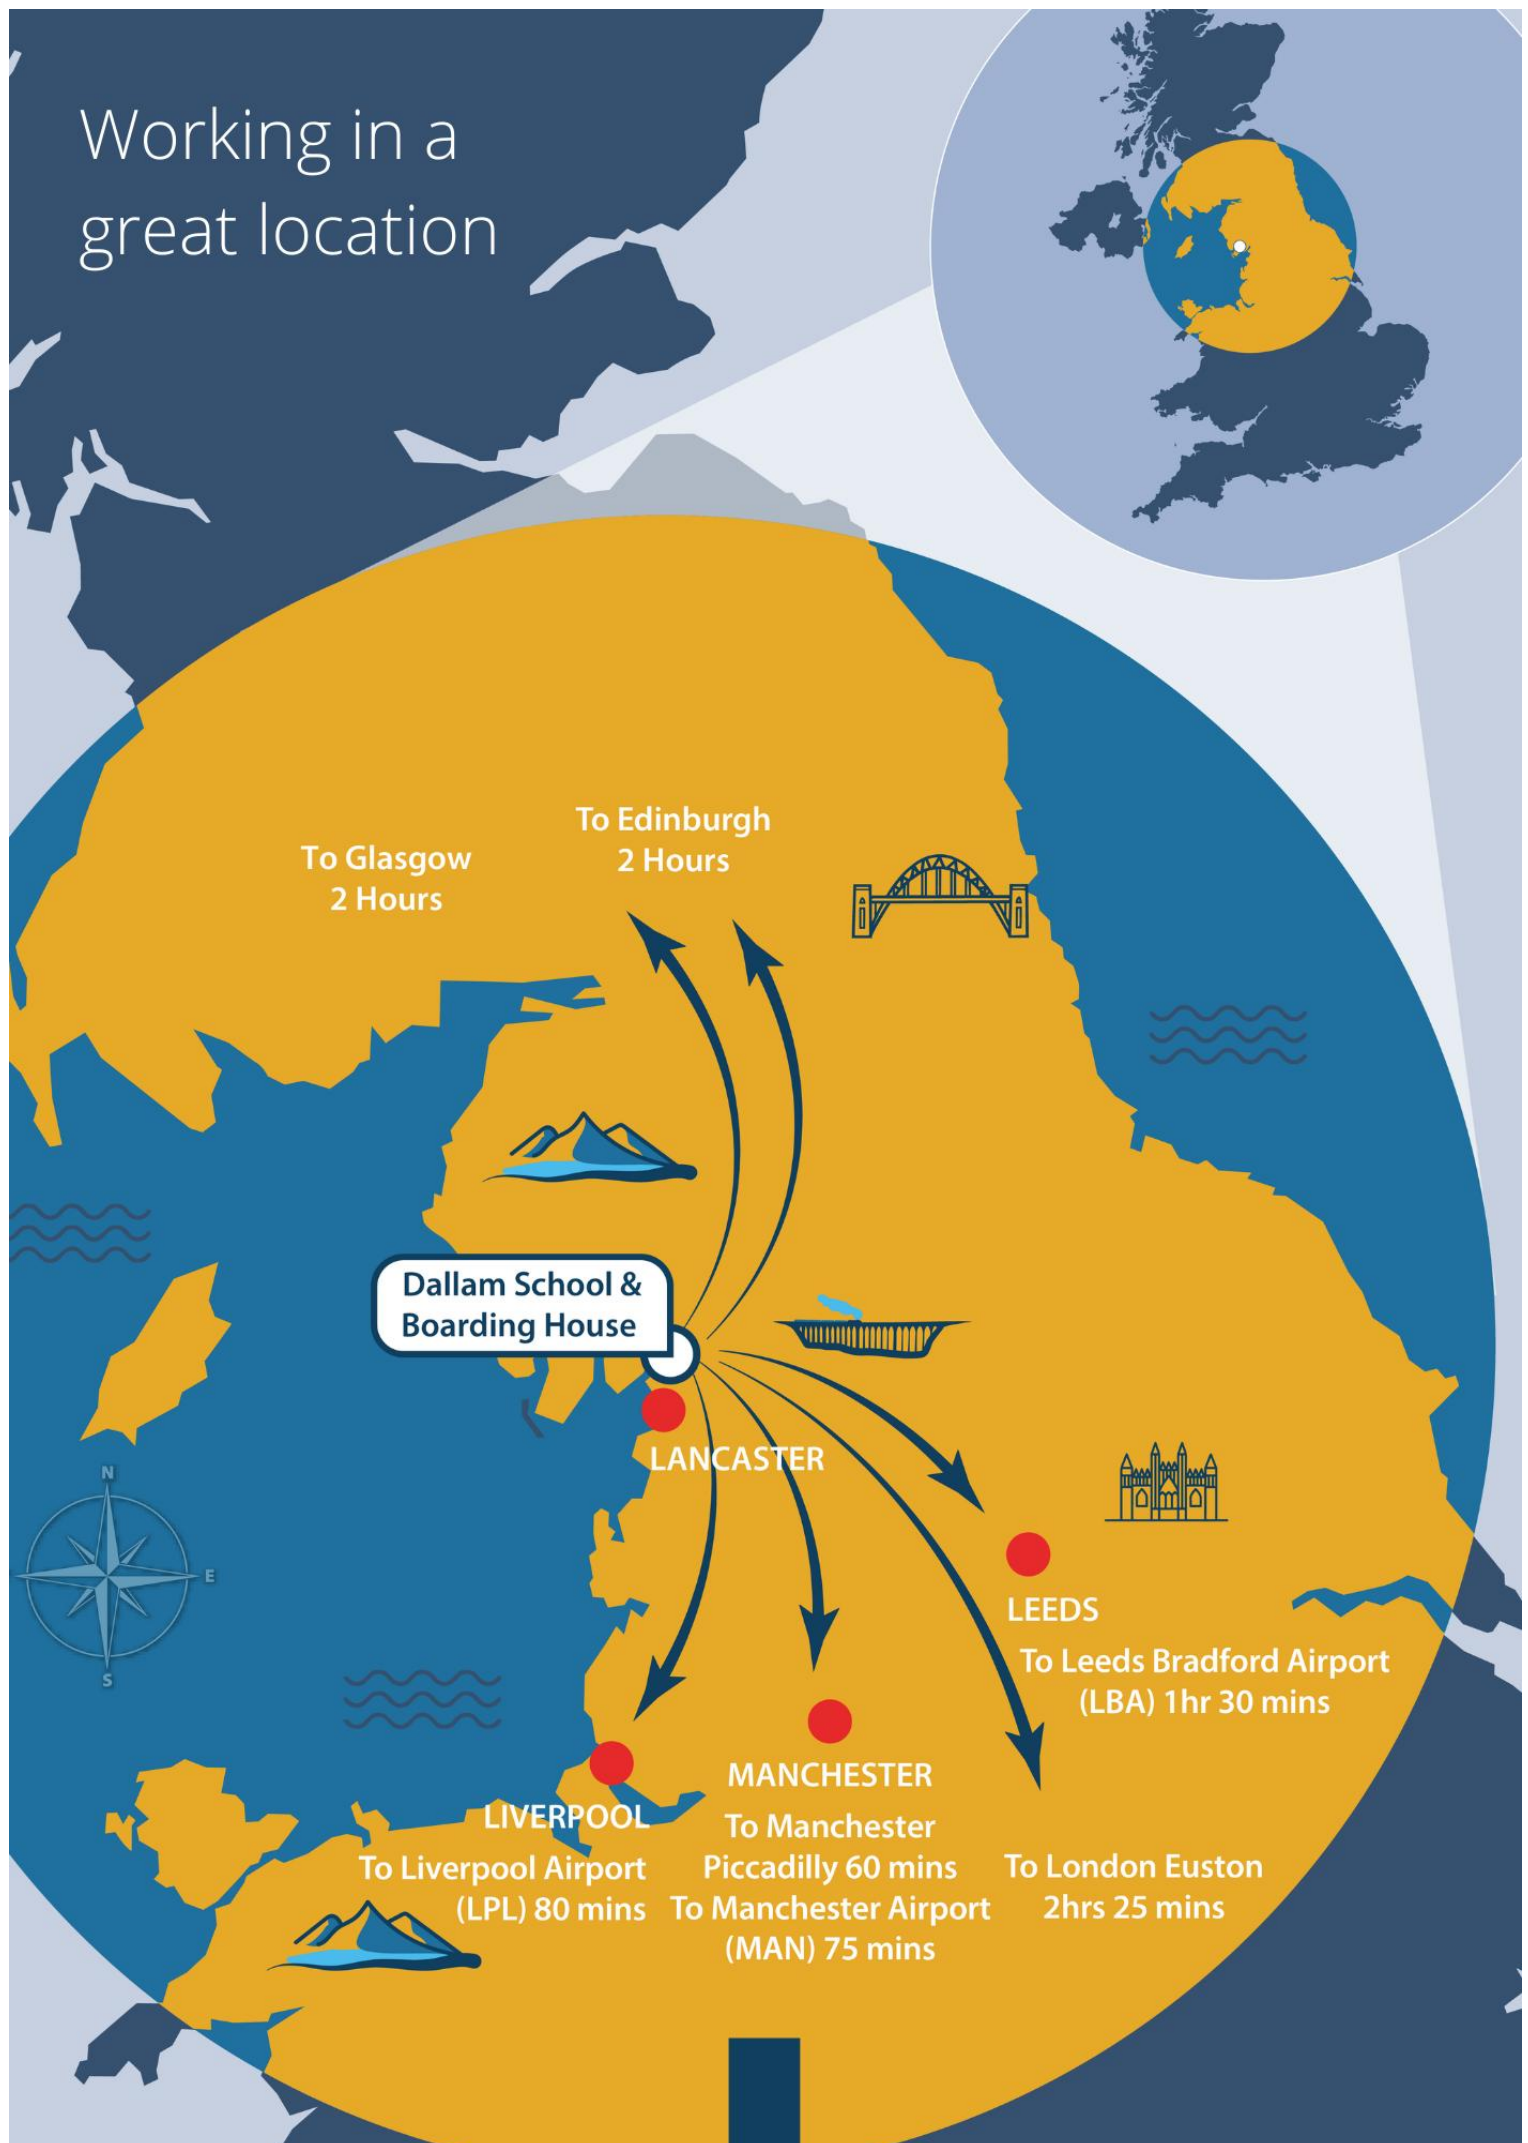 Working in a
great location
To Edinburgh
2 Hours
To Glasgow
2 Hours
Dallam School &
Boarding House
LANCASTER
N
E
S
LEEDS
To Leeds Bradford Airport
(LBA) 1hr 30 mins
MANCHESTER
To Manchester
Piccadilly 60 mins
To Manchester Airport
(MAN) 75 mins
LIVERPOOL
To Liverpool Airport
(LPL) 80 mins
To London Euston
2hrs 25 mins